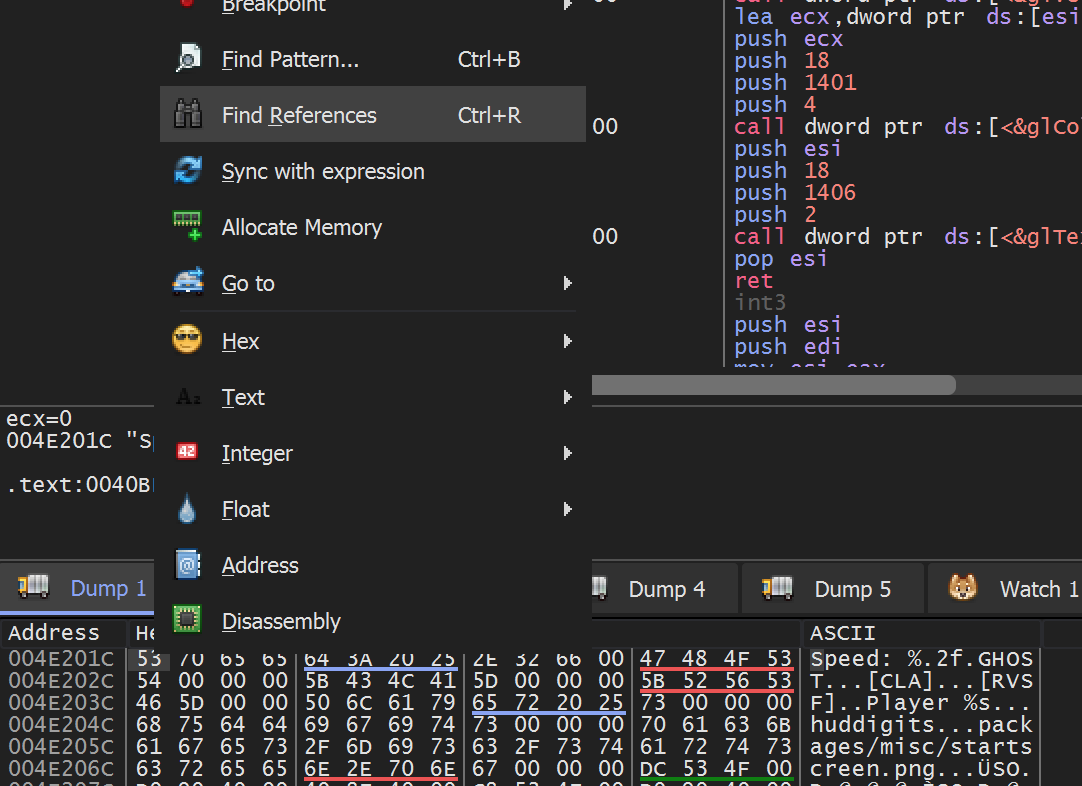 Breakpoint
Find Pattern... Ctrl+B
Find References Ctrl+R
Sync with expression
Allocate Memory
Go to
Hex
Text
Integer
Float
Address
Disassembly
00
00
lea ecx,dword ptr ds:[esi
push ecx
push 18
push 1401
push 4
call dword ptr ds:[<&glCo
push esi
push 18
push 1406
push 2
call dword ptr ds:[<&glTe
pop esi
ret
int3
push esi
push edi
mov esi eax
ecx=0
004E201C "Sp
.text:0040B
Dump 1 Dump 4 Dump 5 Watch 1
Address He ASCII
004E201C 53 70 65 65 64 3A 20 25 2E 32 66 00 47 48 4F 53 Speed: %.2f.GHOS
004E202C 54 00 00 00 5B 43 4C 41 5D 00 00 00 5B 52 56 53 T...[CLA]...[RVS
004E203C 46 5D 00 00 50 6C 61 79 65 72 20 25 73 00 00 00 F]..Player %s...
004E204C 68 75 64 64 69 67 69 74 73 00 00 00 70 61 63 6B huddigits...pack
004E205C 61 67 65 73 2F 6D 69 73 63 2F 73 74 61 72 74 73 ages/misc/starts
004E206C 63 72 65 65 6E 2E 70 6E 67 00 00 00 DC 53 4F 00 creen.png...ÜSO.